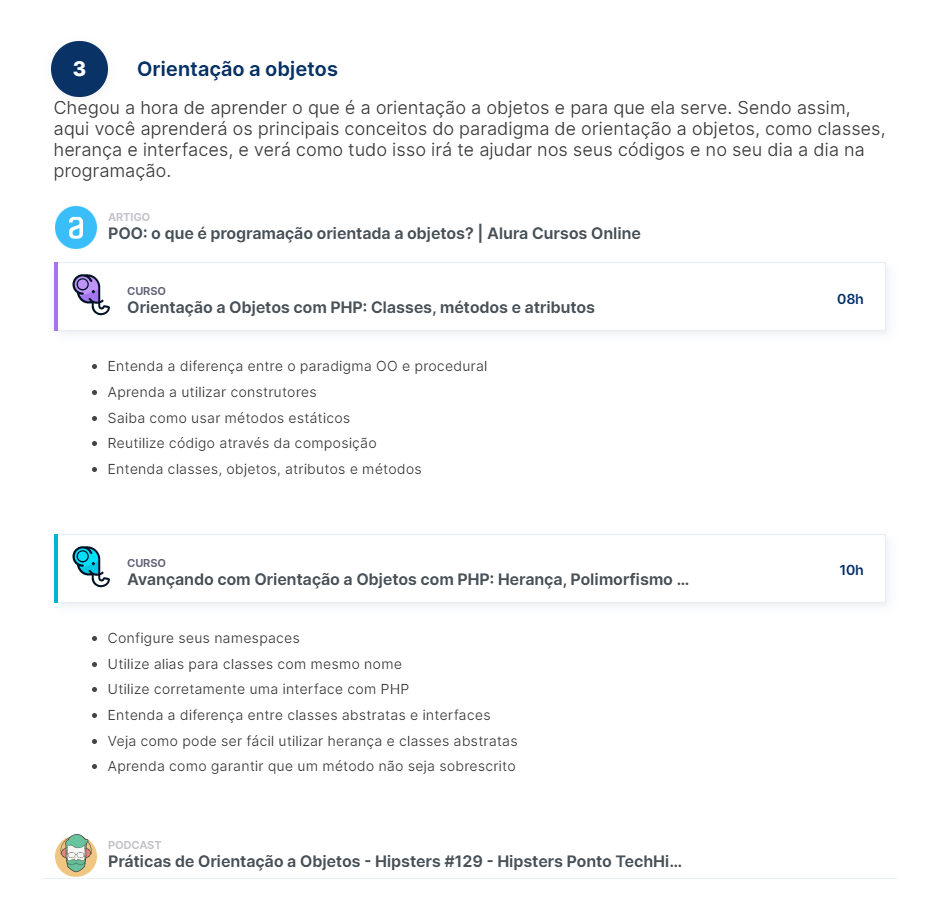 3
Orientação a objetos
Chegou a hora de aprender o que é a orientação a objetos e para que ela serve. Sendo assim,
aqui você aprenderá os principais conceitos do paradigma de orientação a objetos, como classes,
herança e interfaces, e verá como tudo isso irá te ajudar nos seus códigos e no seu dia a dia na
programação.
a
ARTIGO
POO: o que é programação orientada a objetos? | Alura Cursos Online
CURSO
Orientação a Objetos com PHP: Classes, métodos e atributos
08h
Entenda a diferença entre o paradigma OO e procedural
Aprenda a utilizar construtores
Saiba como usar métodos estáticos
Reutilize código através da composição
Entenda classes, objetos, atributos e métodos
CURSO
Avançando com Orientação a Objetos com PHP: Herança, Polimorfismo ...
10h
Configure seus namespaces
Utilize alias para classes com mesmo nome
Utilize corretamente uma interface com PHP
Entenda a diferença entre classes abstratas e interfaces
Veja como pode ser fácil utilizar herança e classes abstratas
Aprenda como garantir que um método não seja sobrescrito
PODCAST
Práticas de Orientação a Objetos - Hipsters #129 - Hipsters Ponto TechHi...